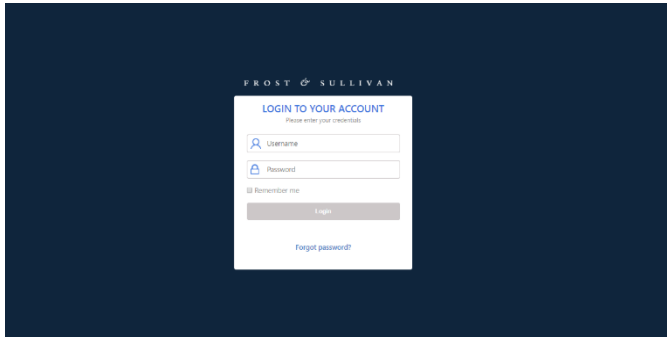 FROST & SULLIVAN
LOGIN TO YOUR ACCOUNT
Please enter your credentials
Username
Password
Remember me
Login
Forgot password?